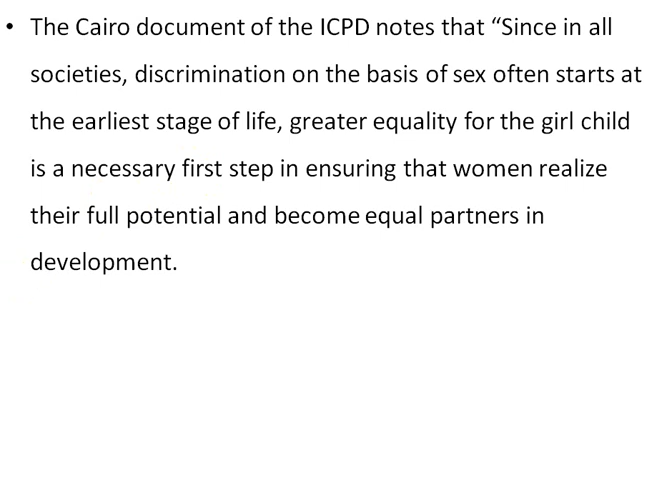 • The Cairo document of the ICPD notes that “Since in all
societies, discrimination on the basis of sex often starts at
the earliest stage of life, greater equality for the girl child
is a necessary first step in ensuring that women realize
their full potential and become equal partners in
development.